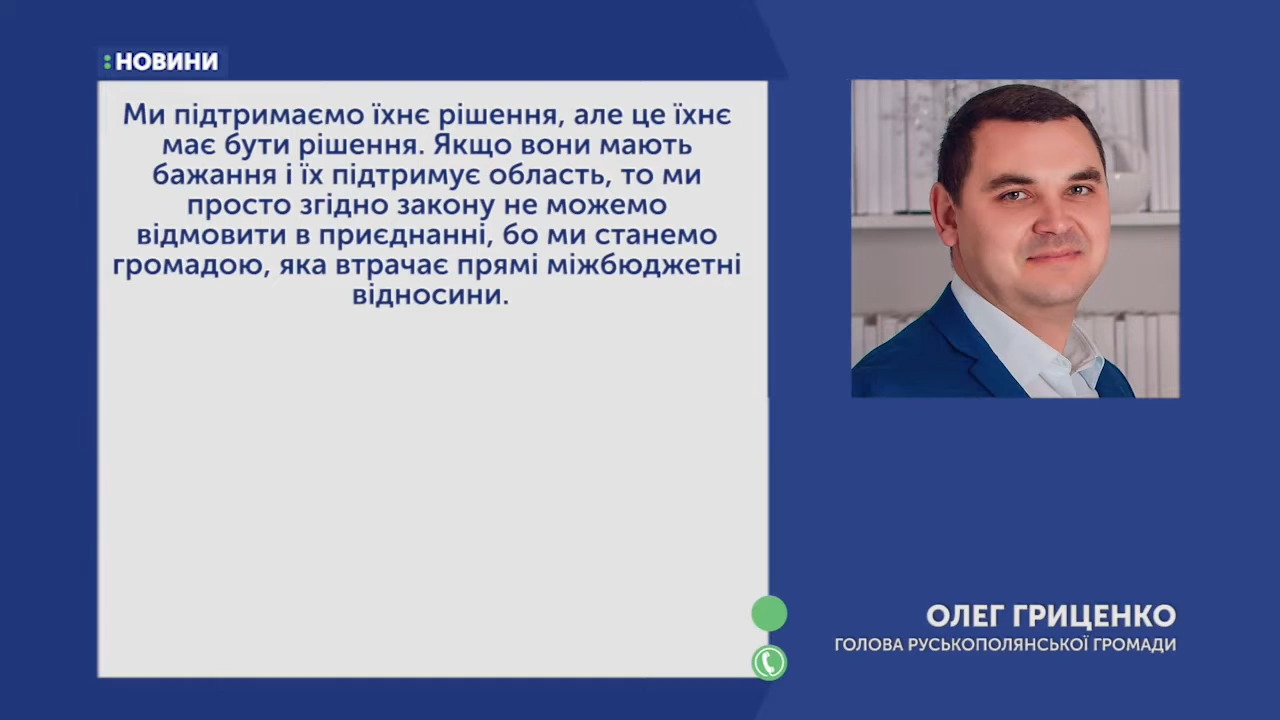 :НОВИНИ
Ми підтримаємо їхнє рішення, але це їхнє
має бути рішення. Якщо вони мають
бажання і їх підтримує область, то ми
просто згідно закону не можемо
відмовити в приєднанні, бо ми станемо
громадою, яка втрачає прямі міжбюджетні
відносини.
ОЛЕГ ГРИЦЕНКО
ГОЛОВА РУСЬКОПОЛЯНСЬКОЇ ГРОМАДИ